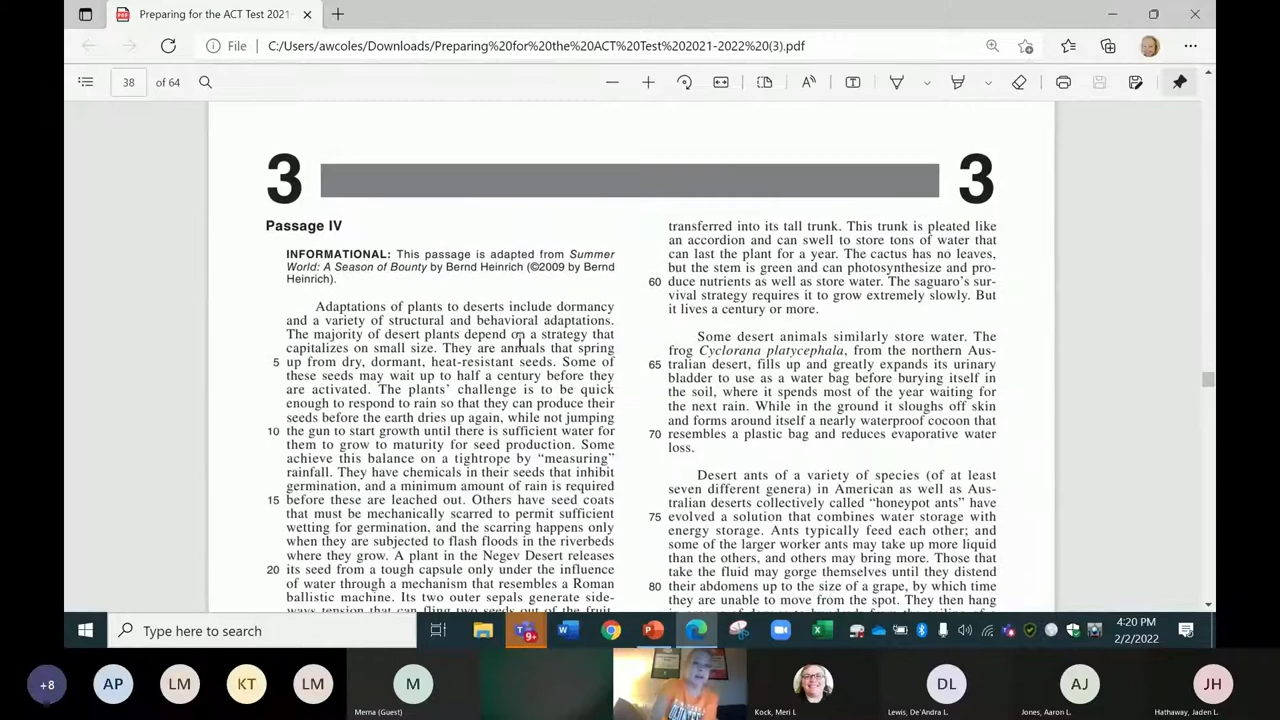 Preparing for the ACT Test 2021-
File
C:/Users/awcoles/Downloads/Preparing%20for%20the%20ACT%20Test%202021-2022%20(3).pdf
38 of 64
3 3
Passage IV
INFORMATIONAL: This passage is adapted from Summer
World: A Season of Bounty by Bernd Heinrich (©2009 by Bernd
Heinrich).
Adaptations of plants to deserts include dormancy
and a variety of structural and behavioral adaptations.
The majority of desert plants depend on a strategy that
capitalizes on small size. They are annuals that spring
5 up from dry, dormant, heat-resistant seeds. Some of
these seeds may wait up to half a century before they
are activated. The plants’ challenge is to be quick
enough to respond to rain so that they can produce their
seeds before the earth dries up again, while not jumping
10 the gun to start growth until there is sufficient water for
them to grow to maturity for seed production. Some
achieve this balance on a tightrope by “measuring”
rainfall. They have chemicals in their seeds that inhibit
germination, and a minimum amount of rain is required
15 before these are leached out. Others have seed coats
that must be mechanically scarred to permit sufficient
wetting for germination, and the scarring happens only
when they are subjected to flash floods in the riverbeds
where they grow. A plant in the Negev Desert releases
20 its seed from a tough capsule only under the influence
of water through a mechanism that resembles a Roman
ballistic machine. Its two outer sepals generate side-
ways tension that can fling two seeds out of the fruit
transferred into its tall trunk. This trunk is pleated like
an accordion and can swell to store tons of water that
can last the plant for a year. The cactus has no leaves,
but the stem is green and can photosynthesize and pro-
60 duce nutrients as well as store water. The saguaro’s sur-
vival strategy requires it to grow extremely slowly. But
it lives a century or more.
Some desert animals similarly store water. The
frog Cyclorana platycephala, from the northern Aus-
65 tralian desert, fills up and greatly expands its urinary
bladder to use as a water bag before burying itself in
the soil, where it spends most of the year waiting for
the next rain. While in the ground it sloughs off skin
and forms around itself a nearly waterproof cocoon that
70 resembles a plastic bag and reduces evaporative water
loss.
Desert ants of a variety of species (of at least
seven different genera) in American as well as Aus-
tralian deserts collectively called “honeypot ants” have
75 evolved a solution that combines water storage with
energy storage. Ants typically feed each other; and
some of the larger worker ants may take up more liquid
than the others, and others may bring more. Those that
take the fluid may gorge themselves until they distend
80 their abdomens up to the size of a grape, by which time
they are unable to move from the spot. They then hang
Type here to search
9+
4:20 PM
2/2/2022
+8
AP
LM
KT
LM
M
Merna (Guest)
Kock, Meri L
DL
Lewis, De'Andra L.
AJ
Jones, Aaron L.
JH
Hathaway, Jaden L.